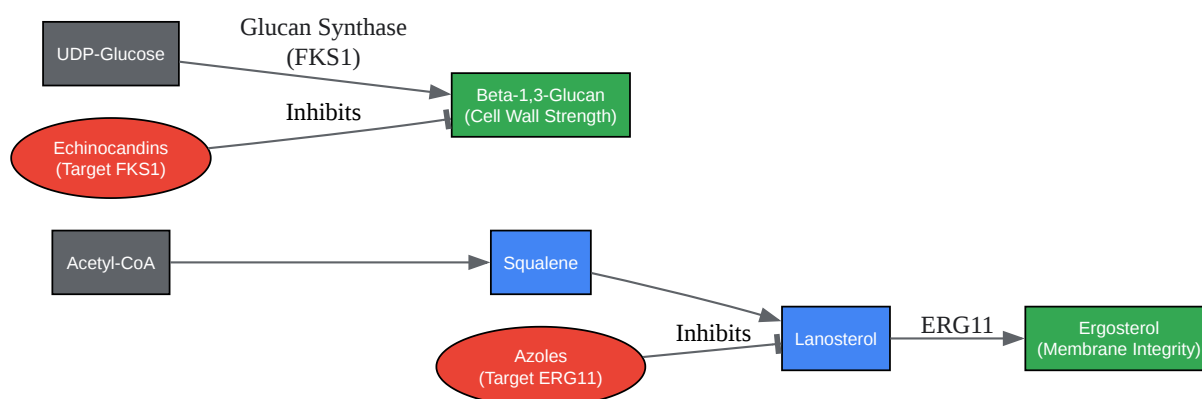 Glucan Synthase
(FKS1)
UDP-Glucose
Beta-1,3-Glucan
(Cell Wall Strength)
Inhibits
Echinocandins
(Target FKS1)
Acetyl-CoA
Squalene
Inhibits
Lanosterol
ERG11
Ergosterol
(Membrane Integrity)
Azoles
(Target ERG11)